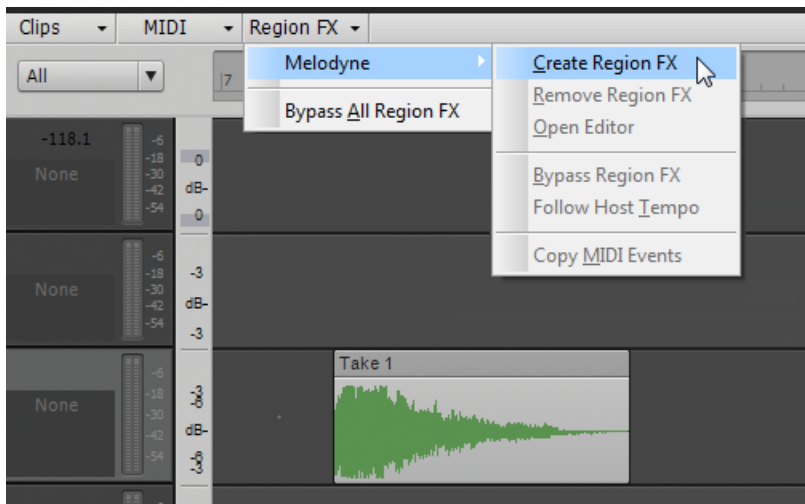 Clips MIDI Region FX
All
7
Melodyne
Bypass All Region FX
Create Region FX
Remove Region FX
Open Editor
Bypass Region FX
Follow Host Tempo
Copy MIDI Events
-118.1
None
-6
-18
-30
-42
-54
0
dB-
0
None
-6
-18
-30
-42
-54
-3
dB-
-3
Take 1
None
-6
-18
-30
-42
-54
dB-
-6